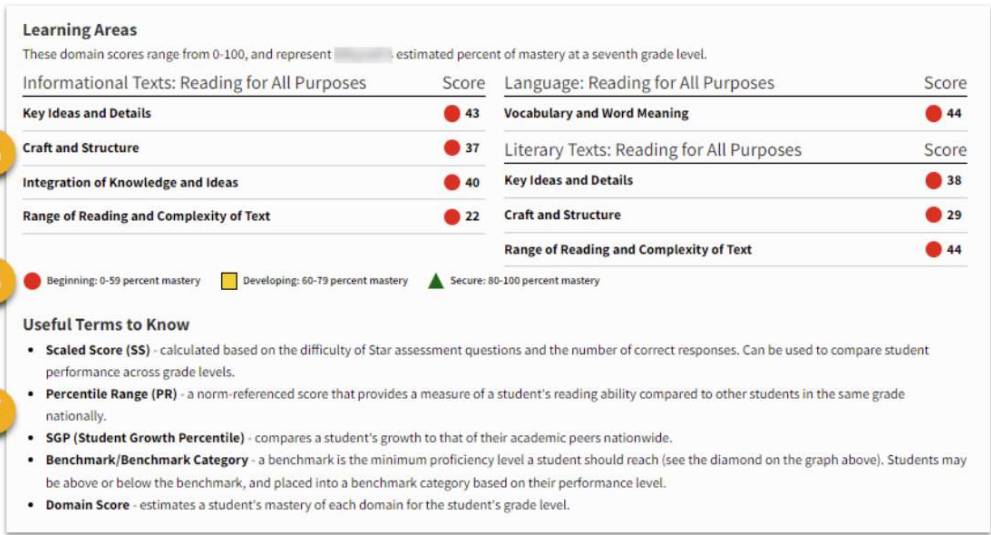 Learning Areas
These domain scores range from 0-100, and represent estimated percent of mastery at a seventh grade level.
Informational Texts: Reading for All Purposes Score
Key Ideas and Details 43
Craft and Structure 37
Integration of Knowledge and Ideas 40
Range of Reading and Complexity of Text 22
Language: Reading for All Purposes Score
Vocabulary and Word Meaning 44
Literary Texts: Reading for All Purposes Score
Key Ideas and Details 38
Craft and Structure 29
Range of Reading and Complexity of Text 44
Beginning: 0-59 percent mastery Developing: 60-79 percent mastery Secure: 80-100 percent mastery
Useful Terms to Know
• Scaled Score (SS) - calculated based on the difficulty of Star assessment questions and the number of correct responses. Can be used to compare student
performance across grade levels.
• Percentile Range (PR) - a norm-referenced score that provides a measure of a student's reading ability compared to other students in the same grade
nationally.
• SGP (Student Growth Percentile) - compares a student's growth to that of their academic peers nationwide.
• Benchmark/Benchmark Category - a benchmark is the minimum proficiency level a student should reach (see the diamond on the graph above). Students may
be above or below the benchmark, and placed into a benchmark category based on their performance level.
• Domain Score - estimates a student's mastery of each domain for the student's grade level.